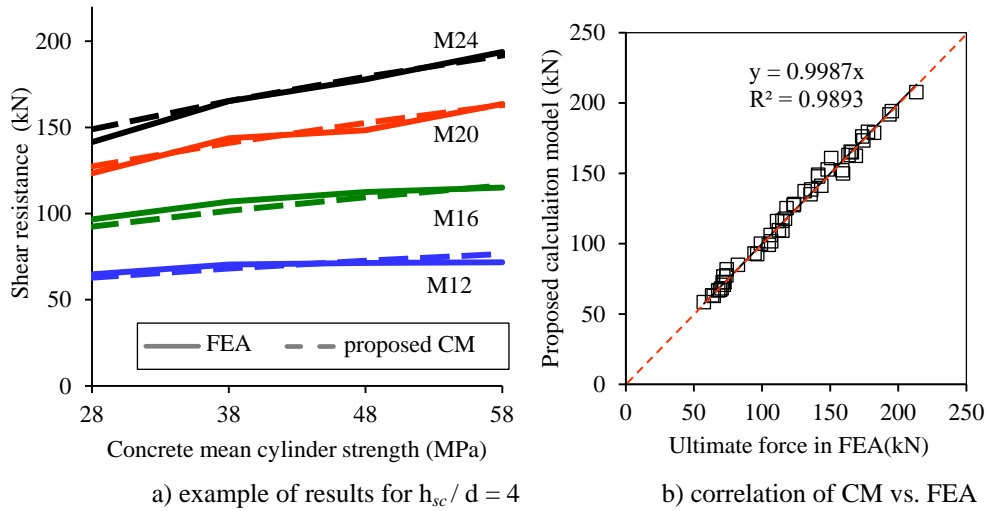 200
150
100
50
0
28
38
48
58
Shear resistance (kN)
Concrete mean cylinder strength (MPa)
M24
M20
M16
M12
FEA
proposed CM
a) example of results for hsc / d = 4
250
200
150
100
50
0
0
50
100
150
200
250
Proposed calculaiton model (kN)
Ultimate force in FEA(kN)
y = 0.9987x
R² = 0.9893
b) correlation of CM vs. FEA